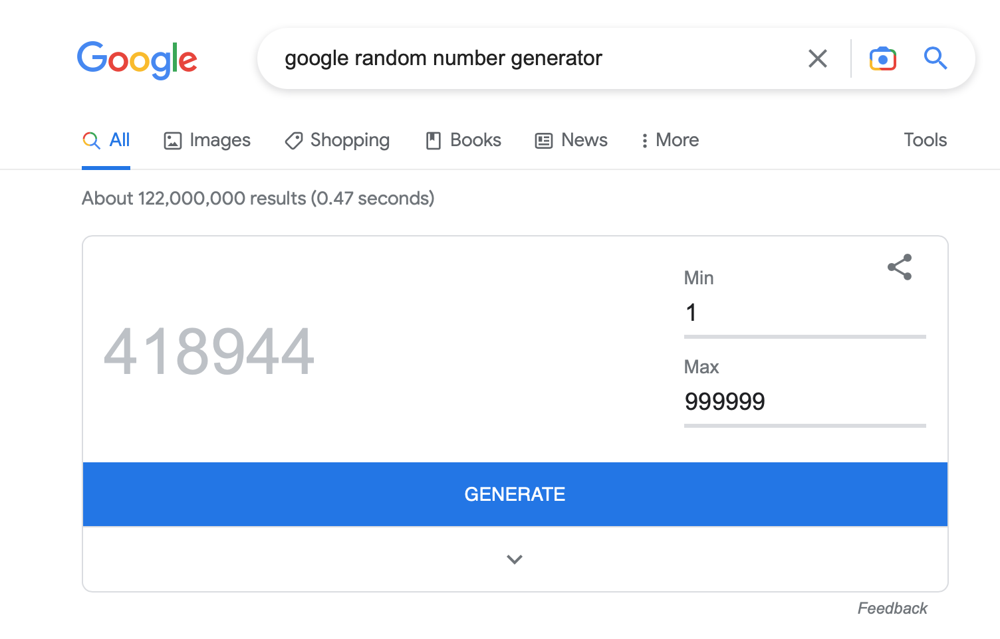 Google
google random number generator
All Images Shopping Books News More Tools
About 122,000,000 results (0.47 seconds)
Min
1
418944
Max
999999
GENERATE
Feedback